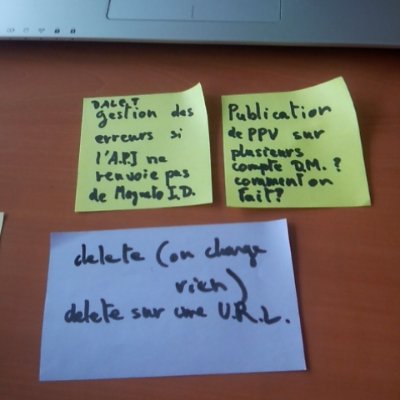 DALET
gestion des
erreurs si
l'A.P.I ne
renvoie pas
de Magneto I.D.
Publication
de PPV sur
plusieurs
compte D.M. ?
comment on
fait?
delete (on change
rien)
delete sur une U.R.L.